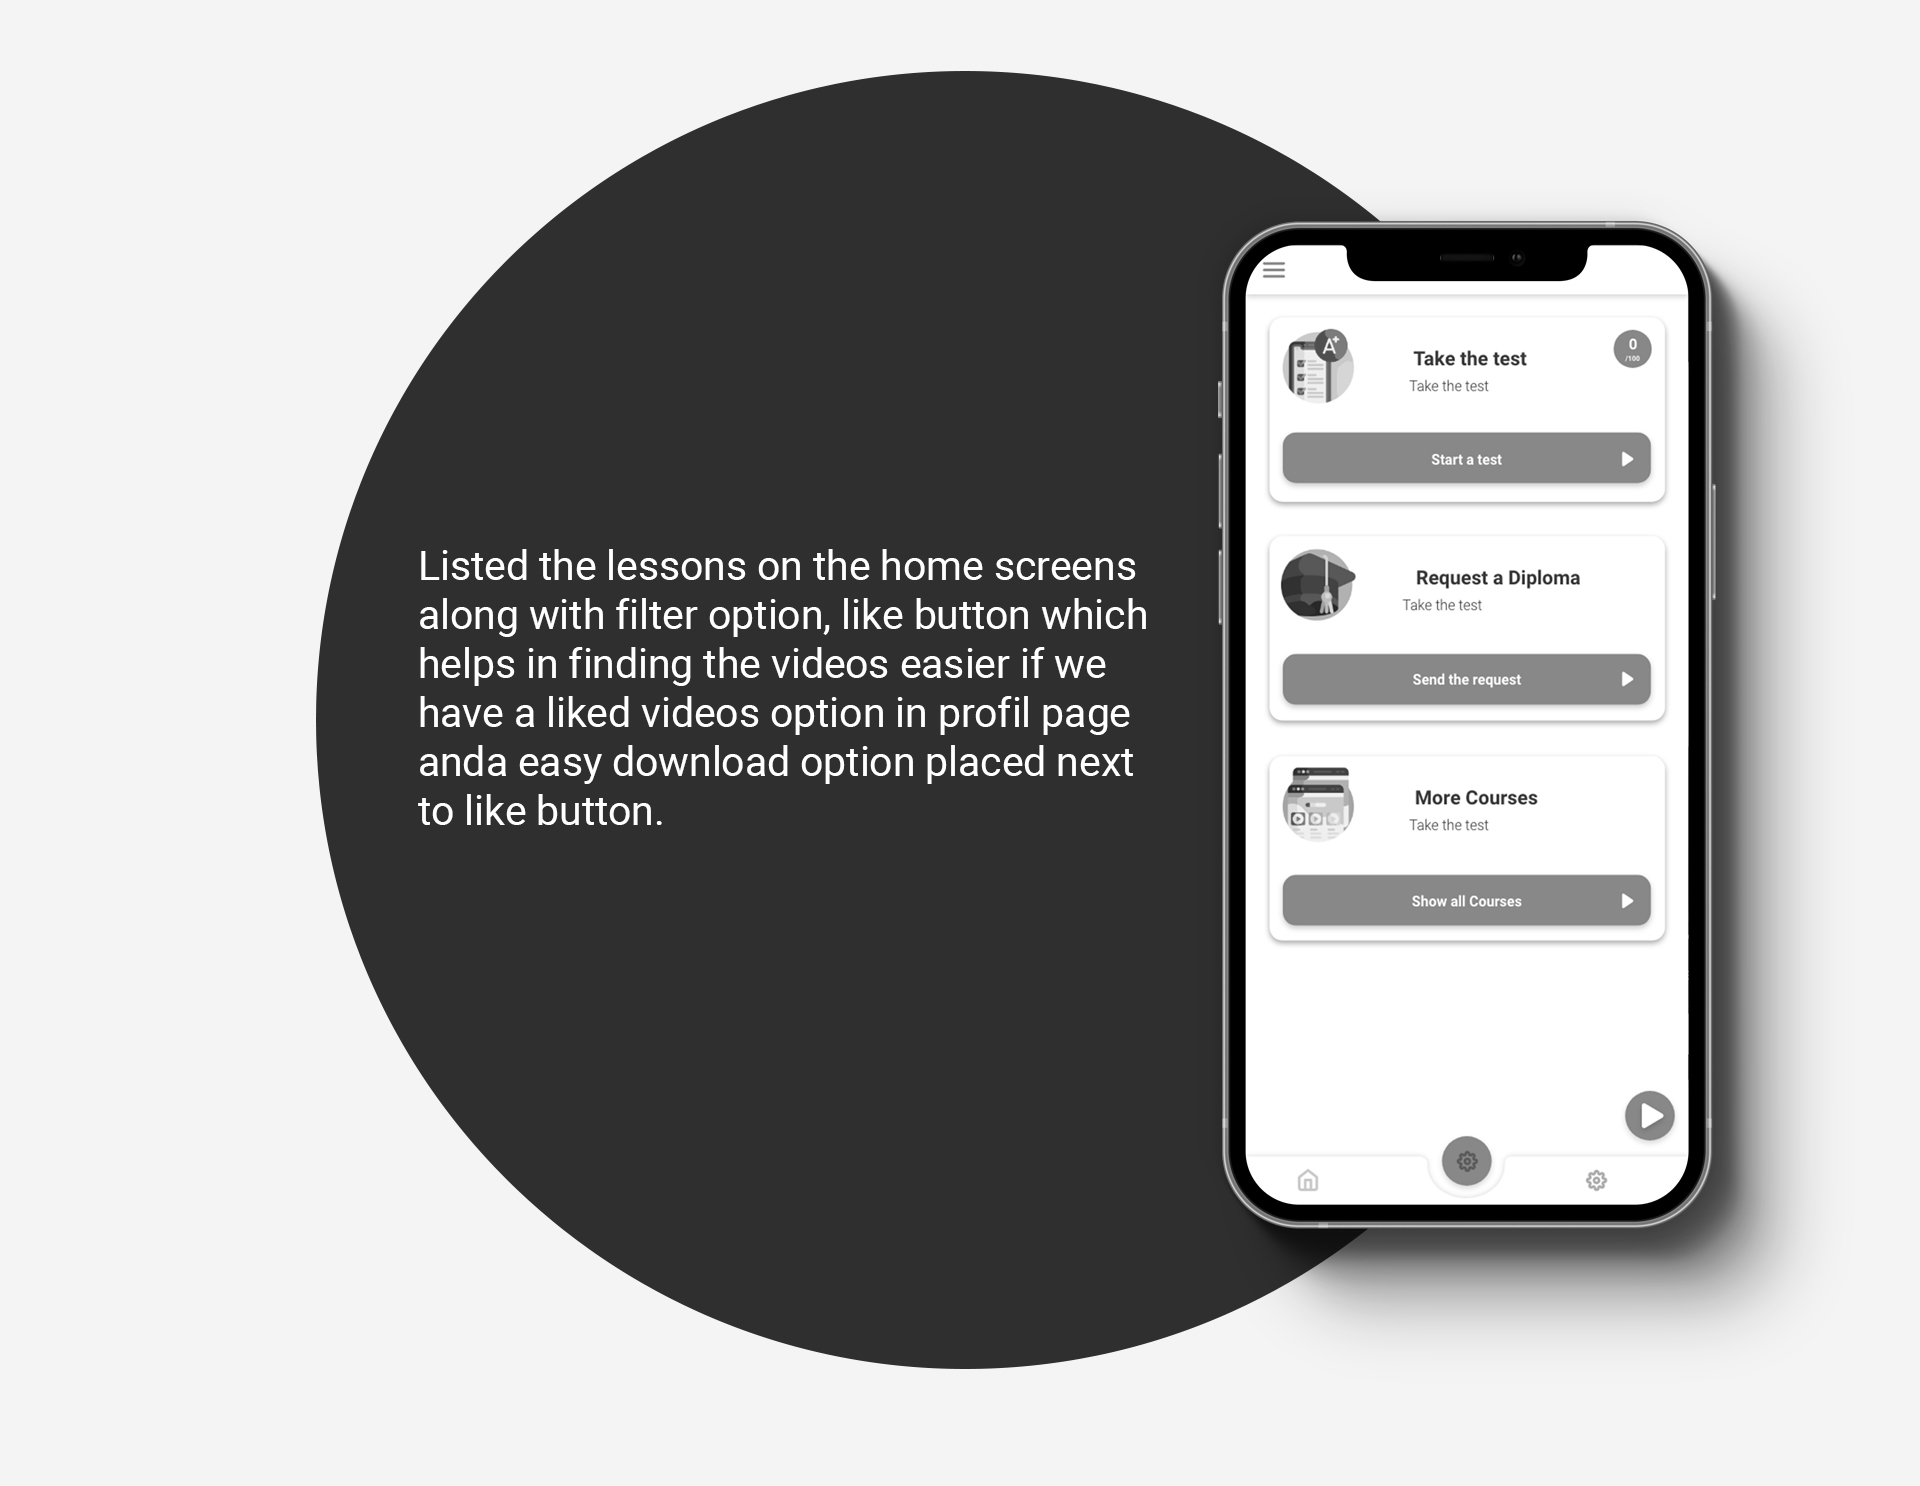 Listed the lessons on the home screens
along with filter option, like button which
helps in finding the videos easier if we
have a liked videos option in profil page
anda easy download option placed next
to like button.
A+
Take the test
0
/100
Take the test
Start a test
Request a Diploma
Take the test
Send the request
More Courses
Take the test
Show all Courses